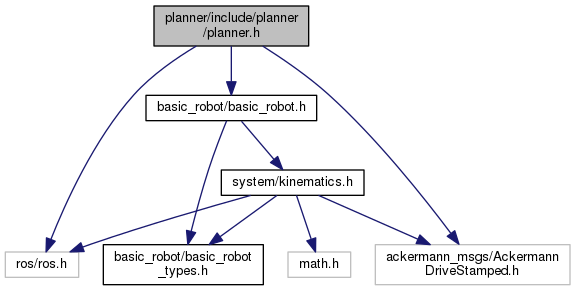 planner/include/planner
/planner.h
basic_robot/basic_robot.h
system/kinematics.h
ros/ros.h
basic_robot/basic_robot
_types.h
math.h
ackermann_msgs/Ackermann
DriveStamped.h